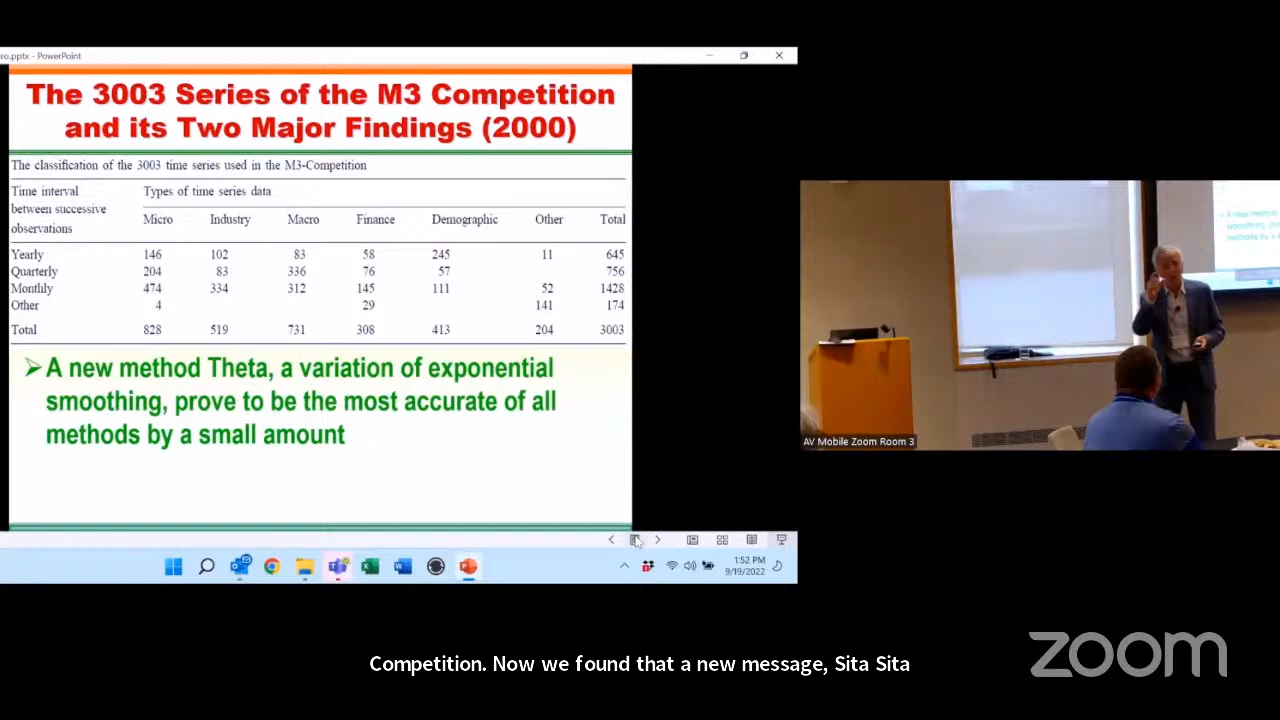 ro.pptx - PowerPoint
The 3003 Series of the M3 Competition
and its Two Major Findings (2000)
The classification of the 3003 time series used in the M3-Competition
Time interval Types of time series data
between successive
observations Micro Industry Macro Finance Demographic Other Total
Yearly 146 102 83 58 245 11 645
Quarterly 204 83 336 76 57 756
Monthly 474 334 312 145 111 52 1428
Other 4 29 141 174
Total 828 519 731 308 413 204 3003
➢ A new method Theta, a variation of exponential
smoothing, prove to be the most accurate of all
methods by a small amount
A new method
smoothing, pro
methods by a
AV Mobile Zoom Room 3
1:52 PM
9/19/2022
Competition. Now we found that a new message, Sita Sita
zoom